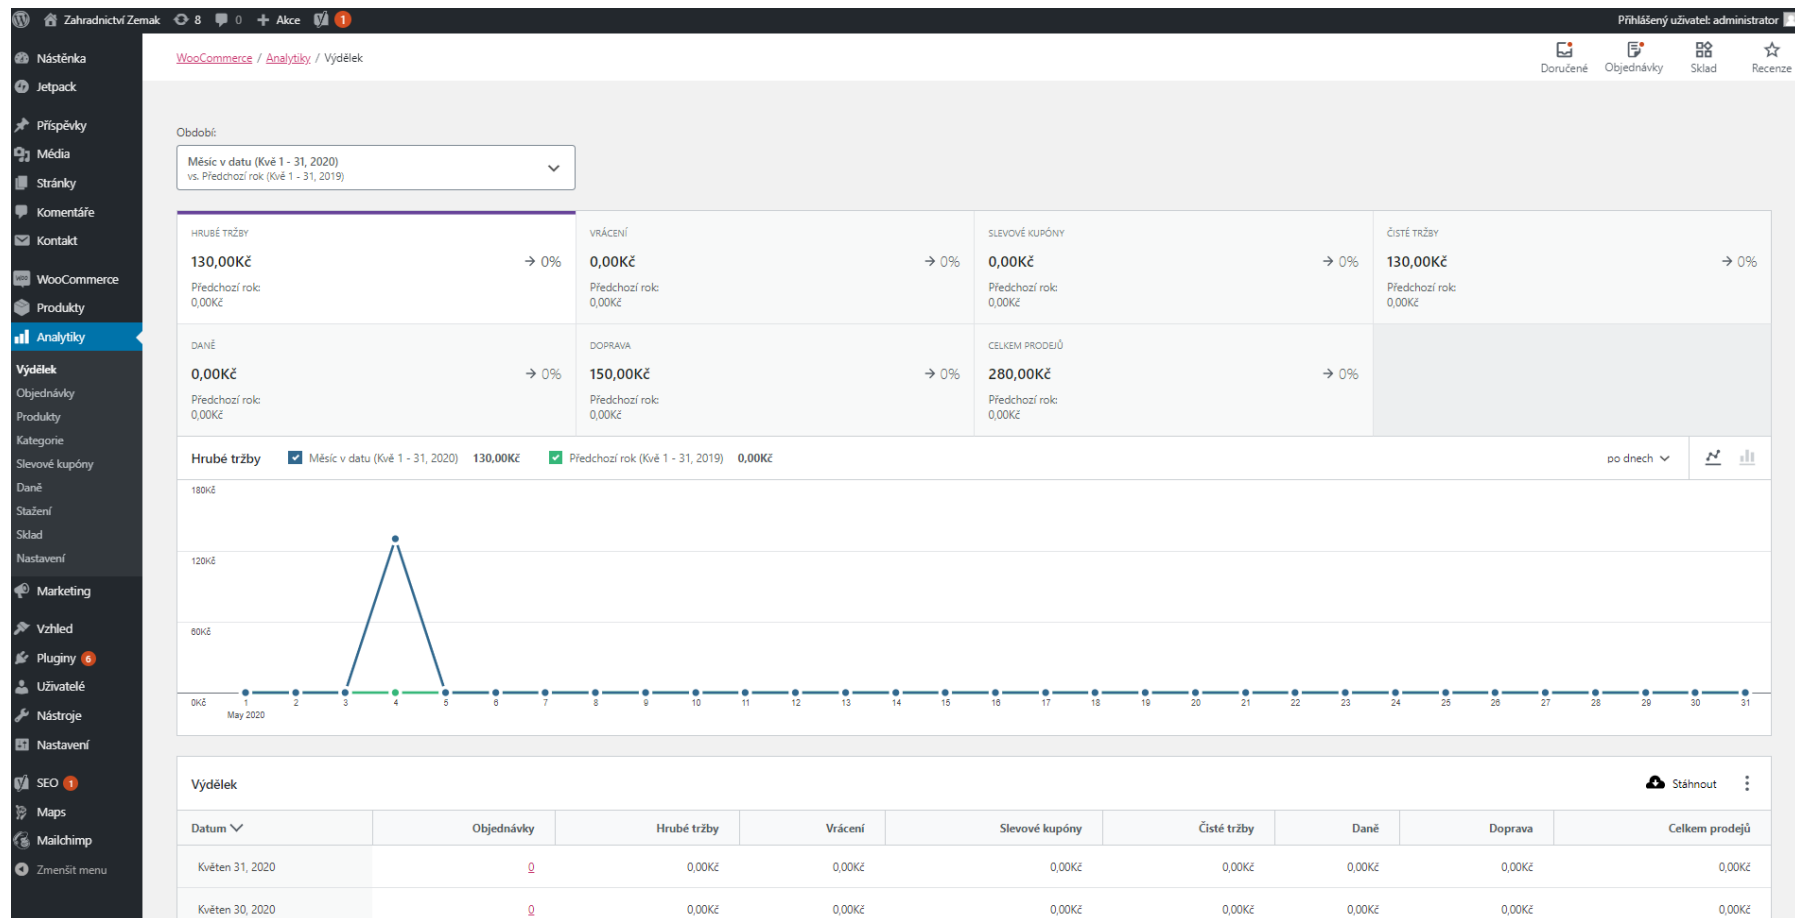 Zahradnictví Zemak 8 0 + Akce 1 Přihlášený uživatel: administrator
Nástěnka
Jetpack
Příspěvky
Média
Stránky
Komentáře
Kontakt
WooCommerce
Produkty
Analytiky
Výdělek
Objednávky
Produkty
Kategorie
Slevové kupóny
Daně
Stažení
Sklad
Nastavení
Marketing
Vzhled
Pluginy 6
Uživatelé
Nástroje
Nastavení
SEO 1
Maps
Mailchimp
Zmenšit menu
WooCommerce / Analytiky / Výdělek
Doručené Objednávky Sklad Recenze
Období:
Měsíc v datu (Kvě 1 - 31, 2020)
vs. Předchozí rok (Kvě 1 - 31, 2019)
HRUBÉ TRŽBY
130,00Kč → 0%
Předchozí rok:
0,00Kč
VRÁCENÍ
0,00Kč → 0%
Předchozí rok:
0,00Kč
SLEVOVÉ KUPÓNY
0,00Kč → 0%
Předchozí rok:
0,00Kč
ČISTÉ TRŽBY
130,00Kč → 0%
Předchozí rok:
0,00Kč
DANĚ
0,00Kč → 0%
Předchozí rok:
0,00Kč
DOPRAVA
150,00Kč → 0%
Předchozí rok:
0,00Kč
CELKEM PRODEJŮ
280,00Kč → 0%
Předchozí rok:
0,00Kč
Hrubé tržby Měsíc v datu (Kvě 1 - 31, 2020) 130,00Kč Předchozí rok (Kvě 1 - 31, 2019) 0,00Kč po dnech
180Kč
120Kč
60Kč
0Kč 1 2 3 4 5 6 7 8 9 10 11 12 13 14 15 16 17 18 19 20 21 22 23 24 25 26 27 28 29 30 31
May 2020
Výdělek Stáhnout
Datum Objednávky Hrubé tržby Vrácení Slevové kupóny Čisté tržby Daně Doprava Celkem prodejů
Květen 31, 2020 0 0,00Kč 0,00Kč 0,00Kč 0,00Kč 0,00Kč 0,00Kč 0,00Kč
Květen 30, 2020 0 0,00Kč 0,00Kč 0,00Kč 0,00Kč 0,00Kč 0,00Kč 0,00Kč